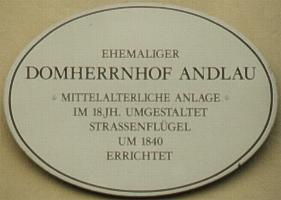 EHEMALIGER
DOMHERRNHOF ANDLAU
MITTELALTERLICHE ANLAGE
IM 18.JH. UMGESTALTET
STRASSENFLÜGEL
UM 1840
ERRICHTET